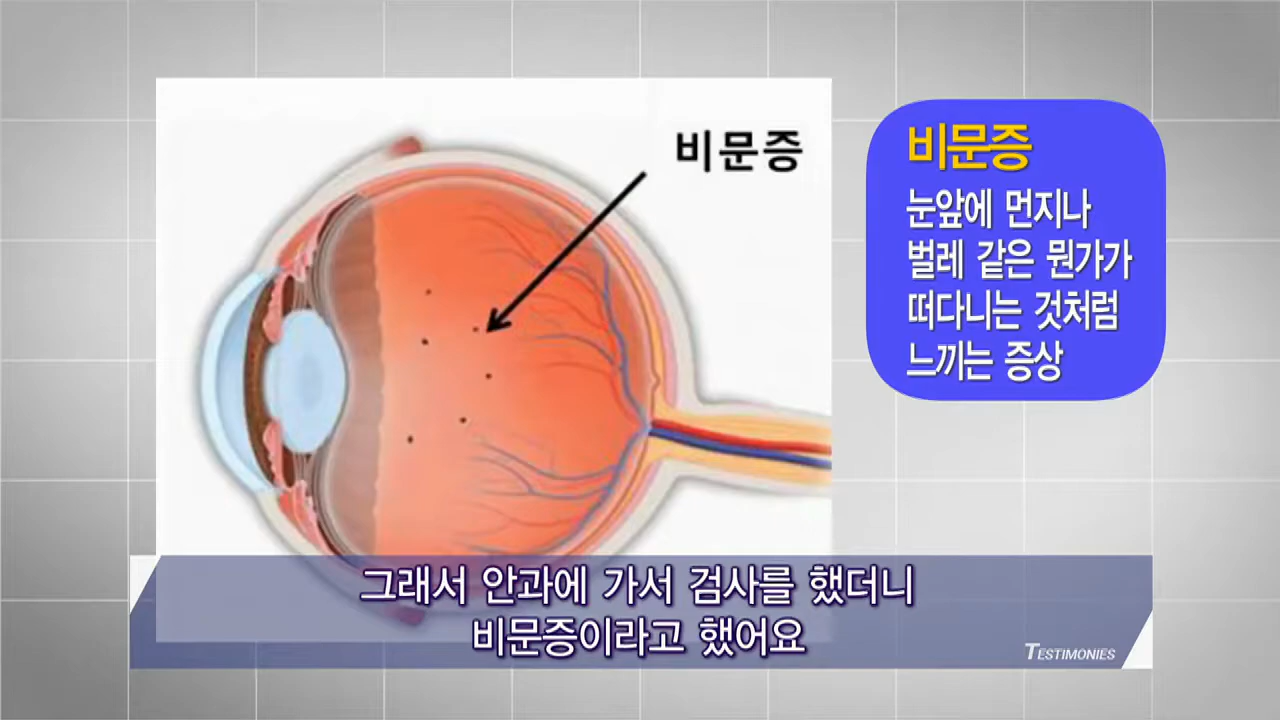 비문증
비문증
눈앞에 먼지나
벌레 같은 뭔가가
떠다니는 것처럼
느끼는 증상
그래서 안과에 가서 검사를 했더니
비문증이라고 했어요
TESTIMONIES